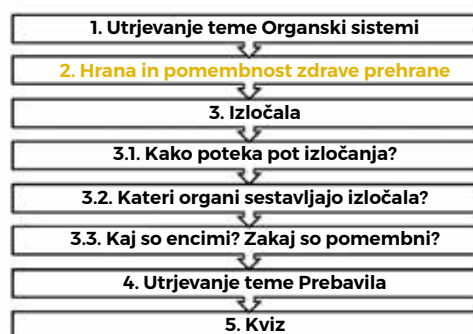 1. Utrjevanje teme Organski sistemi
2. Hrana in pomembnost zdrave prehrane
3. Izločala
3.1. Kako poteka pot izločanja?
3.2. Kateri organi sestavljajo izločala?
3.3. Kaj so encimi? Zakaj so pomembni?
4. Utrjevanje teme Prebavila
5. Kviz